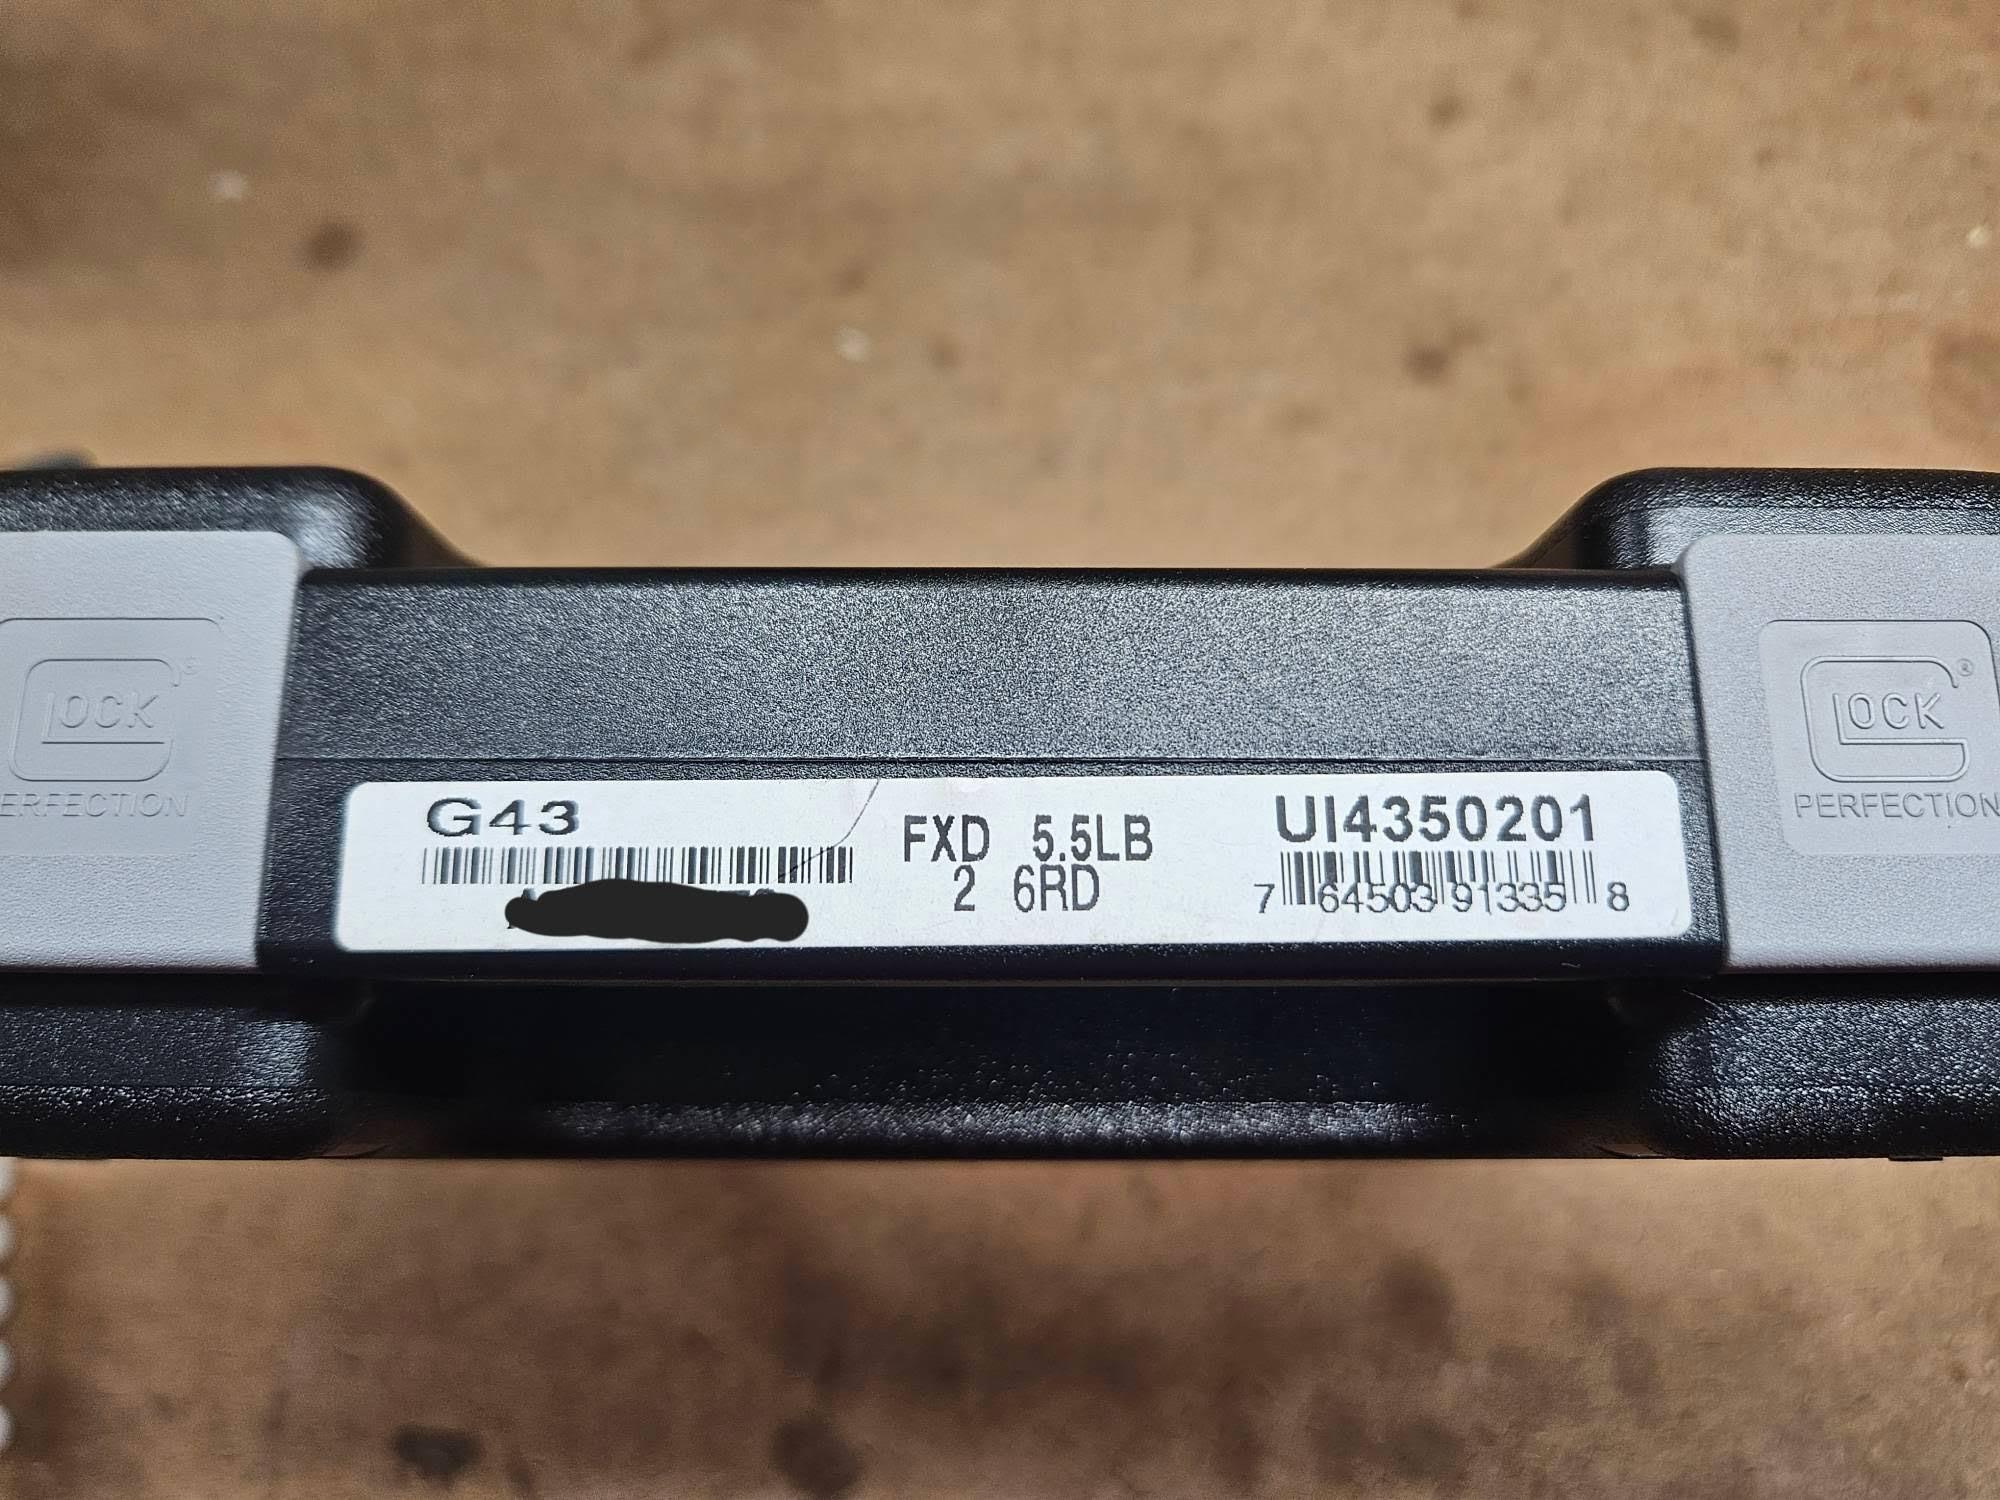 GLOCK
PERFECTION
GLOCK
PERFECTION
G43
FXD 5.5LB
2 6RD
UI4350201
7 64503 91335 8